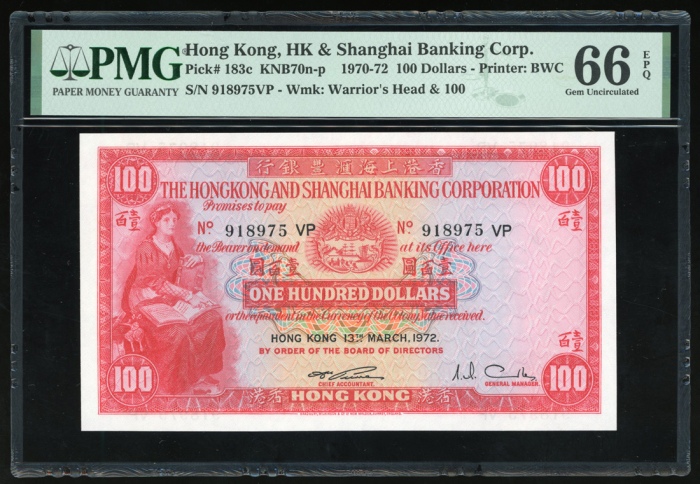 PMG
PAPER MONEY GUARANTY
Hong Kong, HK & Shanghai Banking Corp.
Pick# 183c KNB70n-p 1970-72 100 Dollars - Printer: BWC
S/N 918975VP - Wmk: Warrior's Head & 100
66 EPQ
Gem Uncirculated
行銀豐滙海上港香
100 100
THE HONGKONG AND SHANGHAI BANKING CORPORATION
Promises to pay
百壹 百壹
No 918975 VP No 918975 VP
the Bearer on demand at its Office here
圓百壹 圓百壹
ONE HUNDRED DOLLARS
or the equivalent in the Currency of the Colony, Value received.
HONG KONG 13TH MARCH, 1972.
BY ORDER OF THE BOARD OF DIRECTORS
百壹
CHIEF ACCOUNTANT. GENERAL MANAGER.
100 港香 HONG KONG 港香 100